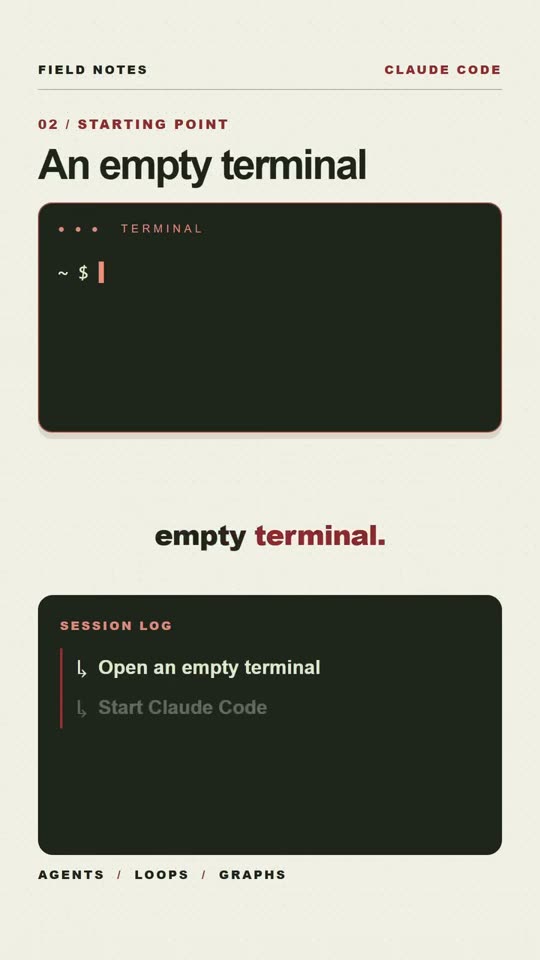 FIELD NOTES
CLAUDE CODE
02 / STARTING POINT
An empty terminal
TERMINAL
~ $
empty terminal.
SESSION LOG
↳ Open an empty terminal
↳ Start Claude Code
AGENTS / LOOPS / GRAPHS